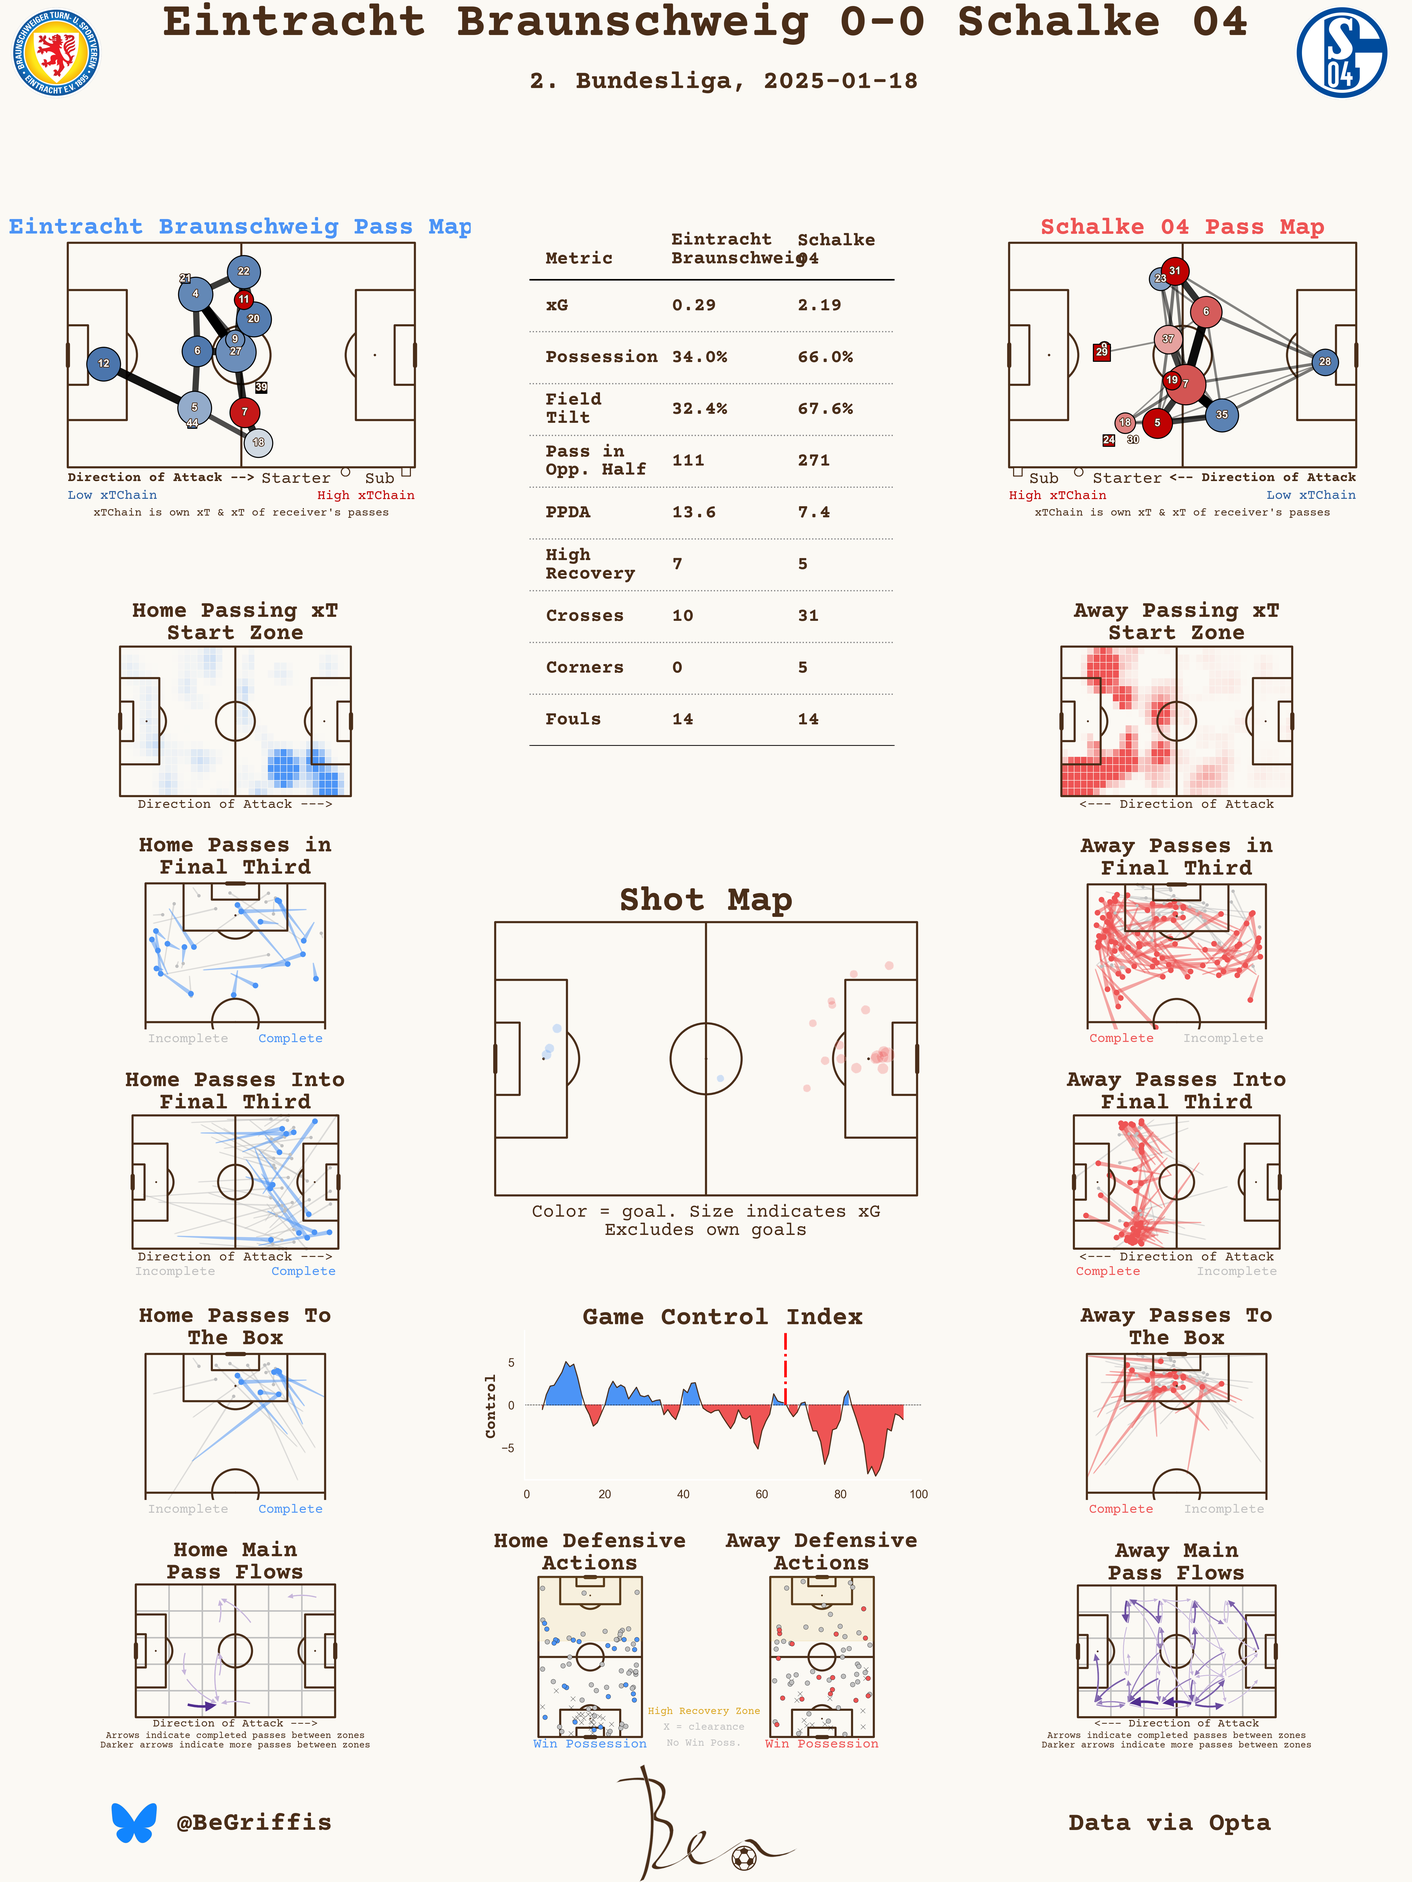 Eintracht Braunschweig 0-0 Schalke 04
2. Bundesliga, 2025-01-18
BRAUNSCHWEIGER TURN- U. SPORTVEREIN
EINTRACHT E.V. 1895
S
04
Eintracht Braunschweig Pass Map
21
22
4
11
20
9
6
27
12
39
5
44
7
18
Direction of Attack --> Starter Sub
Low xTChain High xTChain
xTChain is own xT & xT of receiver's passes
Metric Eintracht Braunschweig Schalke 04
xG 0.29 2.19
Possession 34.0% 66.0%
Field
Tilt 32.4% 67.6%
Pass in
Opp. Half 111 271
PPDA 13.6 7.4
High
Recovery 7 5
Crosses 10 31
Corners 0 5
Fouls 14 14
Schalke 04 Pass Map
23
31
6
37
29
28
19
7
18
5
35
24
30
Sub Starter <-- Direction of Attack
High xTChain Low xTChain
xTChain is own xT & xT of receiver's passes
Home Passing xT
Start Zone
Direction of Attack --->
Away Passing xT
Start Zone
<--- Direction of Attack
Home Passes in
Final Third
Incomplete Complete
Away Passes in
Final Third
Complete Incomplete
Shot Map
Color = goal. Size indicates xG
Excludes own goals
Home Passes Into
Final Third
Direction of Attack --->
Incomplete Complete
Away Passes Into
Final Third
<--- Direction of Attack
Complete Incomplete
Home Passes To
The Box
Incomplete Complete
Game Control Index
Control
5
0
−5
0 20 40 60 80 100
Away Passes To
The Box
Complete Incomplete
Home Main
Pass Flows
Direction of Attack --->
Arrows indicate completed passes between zones
Darker arrows indicate more passes between zones
Home Defensive
Actions
Win Possession
Away Defensive
Actions
Win Possession
High Recovery Zone
X = clearance
No Win Poss.
Away Main
Pass Flows
<--- Direction of Attack
Arrows indicate completed passes between zones
Darker arrows indicate more passes between zones
@BeGriffis
Data via Opta